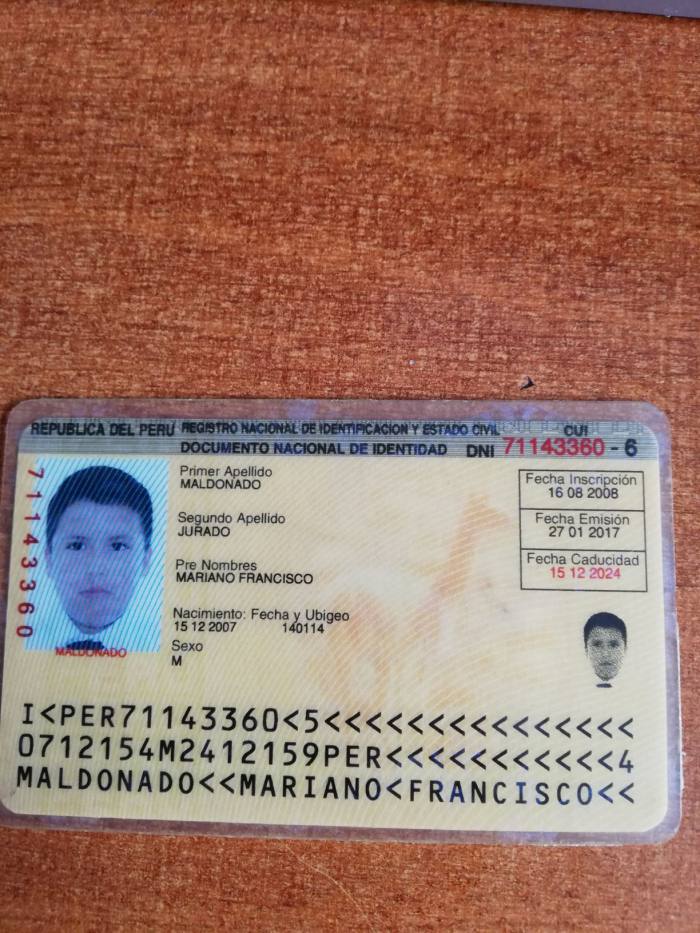 REPUBLICA DEL PERU REGISTRO NACIONAL DE IDENTIFICACION Y ESTADO CIVIL CUI
DOCUMENTO NACIONAL DE IDENTIDAD DNI 71143360 - 6
71143360
Primer Apellido
MALDONADO
Segundo Apellido
JURADO
Pre Nombres
MARIANO FRANCISCO
Nacimiento: Fecha y Ubigeo
15 12 2007 140114
Sexo
M
Fecha Inscripción
16 08 2008
Fecha Emisión
27 01 2017
Fecha Caducidad
15 12 2024
MALDONADO
I<PER71143360<5<<<<<<<<<<<<<<<
0712154M2412159PER<<<<<<<<<<<4
MALDONADO<<MARIANO<FRANCISCO<<